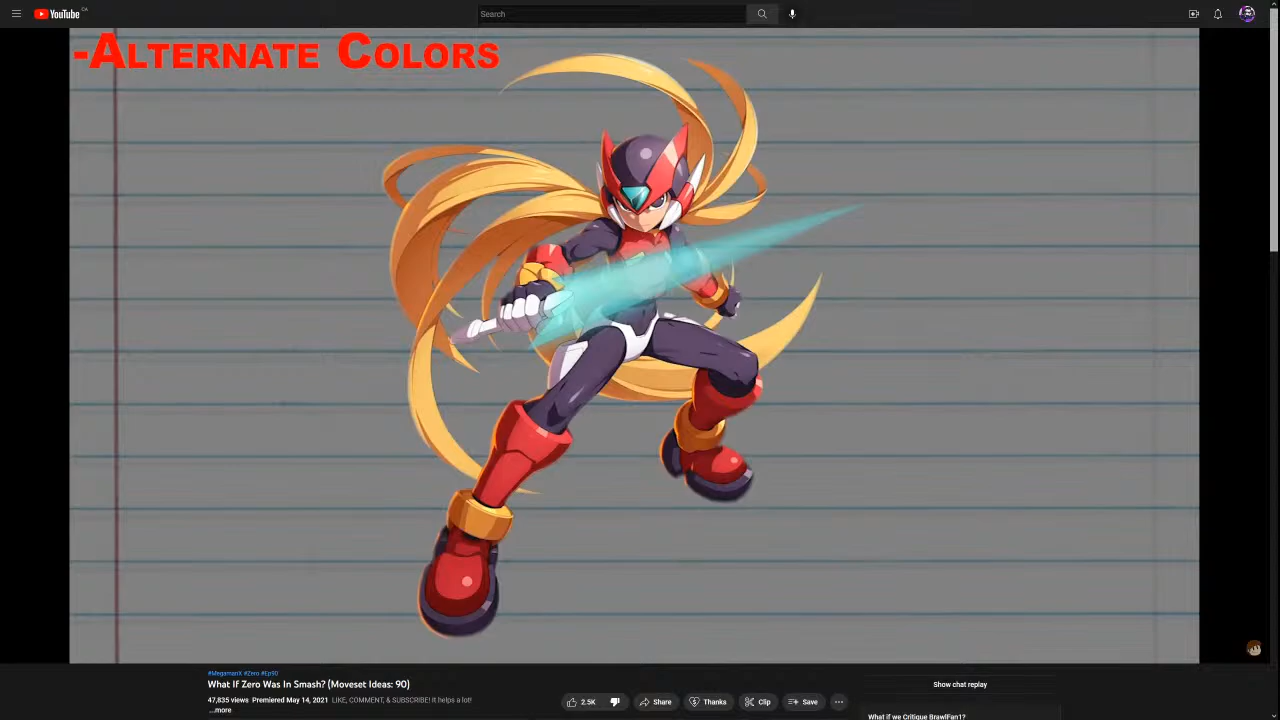 YouTube CA
Search
-Alternate Colors
#MegamanX #Zero #Ep90
What If Zero Was In Smash? (Moveset Ideas: 90)
47,835 views Premiered May 14, 2021 LIKE, COMMENT, & SUBSCRIBE! It helps a lot!
...more
2.5K
Share
Thanks
Clip
Save
Show chat replay
What if we Critique BrawlFan1?